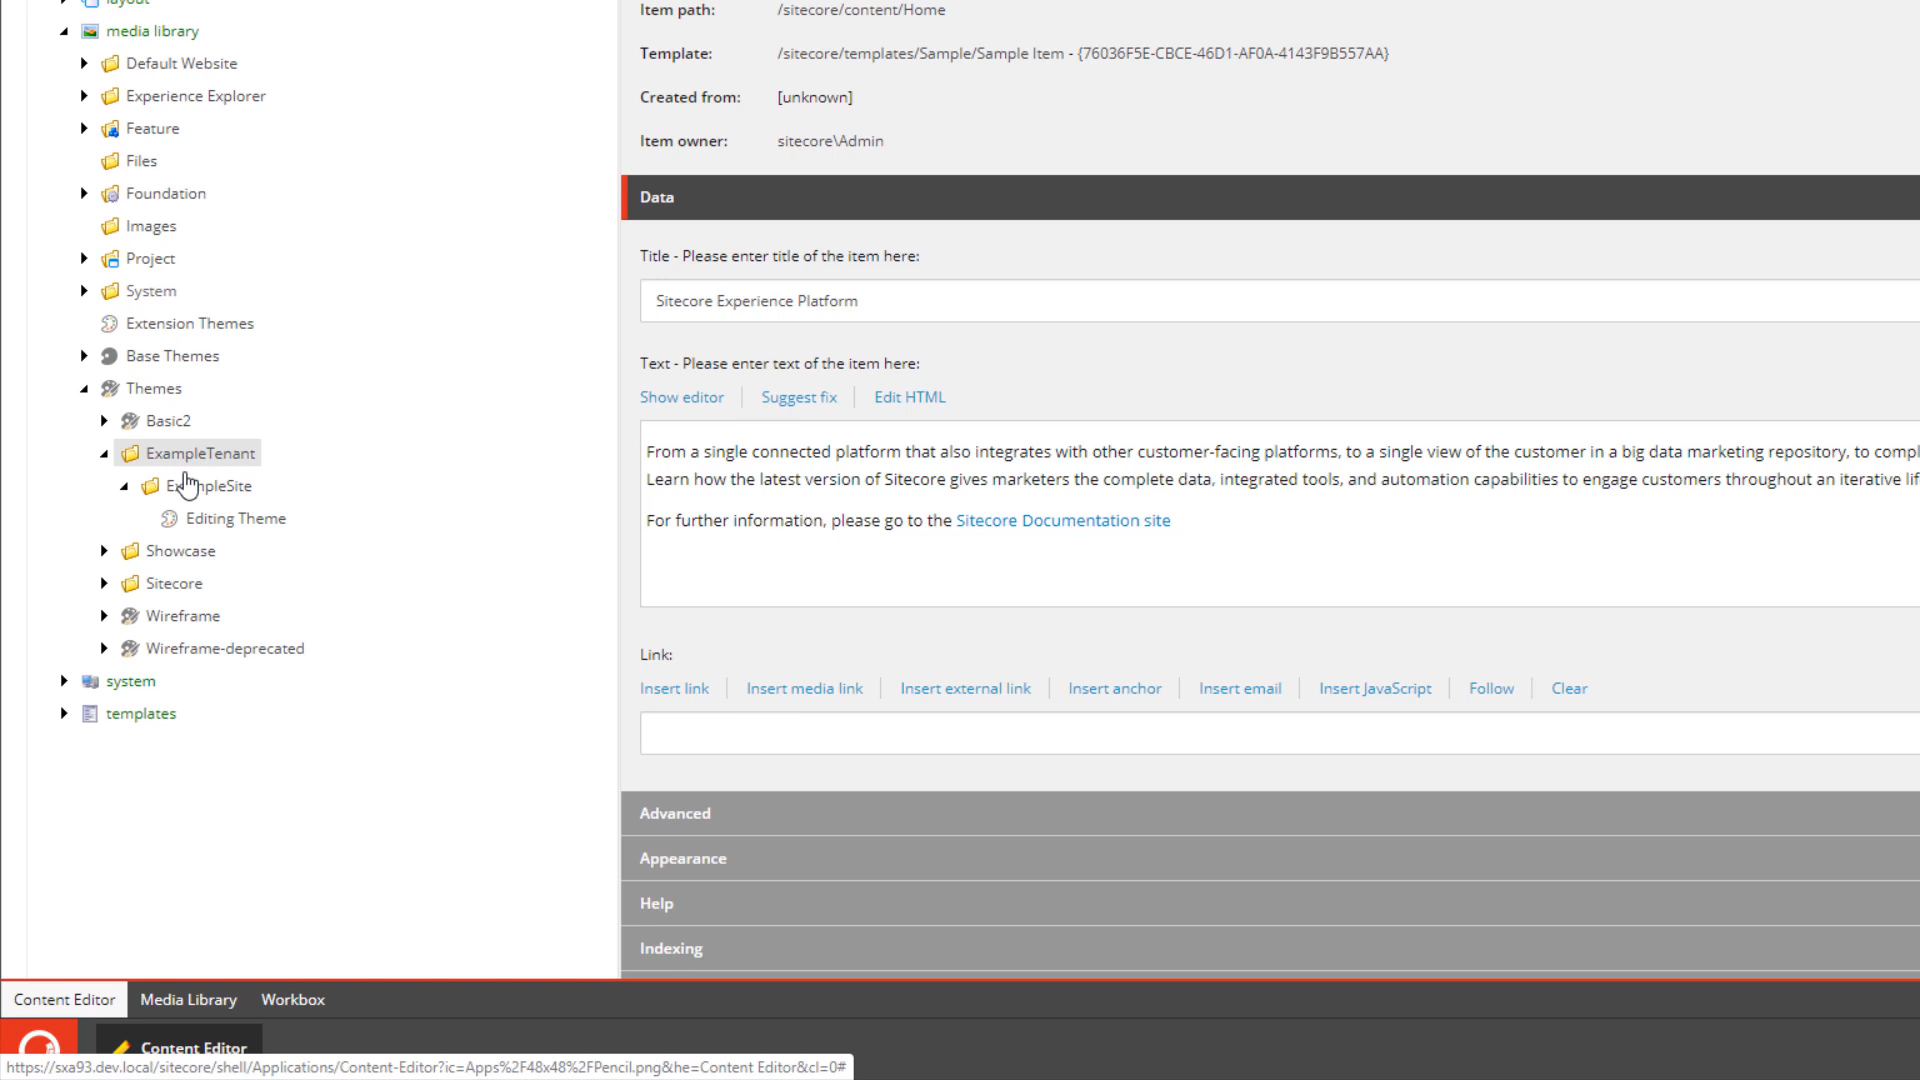 layout
media library
Default Website
Experience Explorer
Feature
Files
Foundation
Images
Project
System
Extension Themes
Base Themes
Themes
Basic2
ExampleTenant
ExampleSite
Editing Theme
Showcase
Sitecore
Wireframe
Wireframe-deprecated
system
templates
Item path: /sitecore/content/Home
Template: /sitecore/templates/Sample/Sample Item - {76036F5E-CBCE-46D1-AF0A-4143F9B557AA}
Created from: [unknown]
Item owner: sitecore\Admin
Data
Title - Please enter title of the item here:
Sitecore Experience Platform
Text - Please enter text of the item here:
Show editor Suggest fix Edit HTML
From a single connected platform that also integrates with other customer-facing platforms, to a single view of the customer in a big data marketing repository, to compl
Learn how the latest version of Sitecore gives marketers the complete data, integrated tools, and automation capabilities to engage customers throughout an iterative lif
For further information, please go to the Sitecore Documentation site
Link:
Insert link Insert media link Insert external link Insert anchor Insert email Insert JavaScript Follow Clear
Advanced
Appearance
Help
Indexing
Content Editor Media Library Workbox
Content Editor
https://sxa93.dev.local/sitecore/shell/Applications/Content-Editor?ic=Apps%2F48x48%2FPencil.png&he=Content Editor&cl=0#